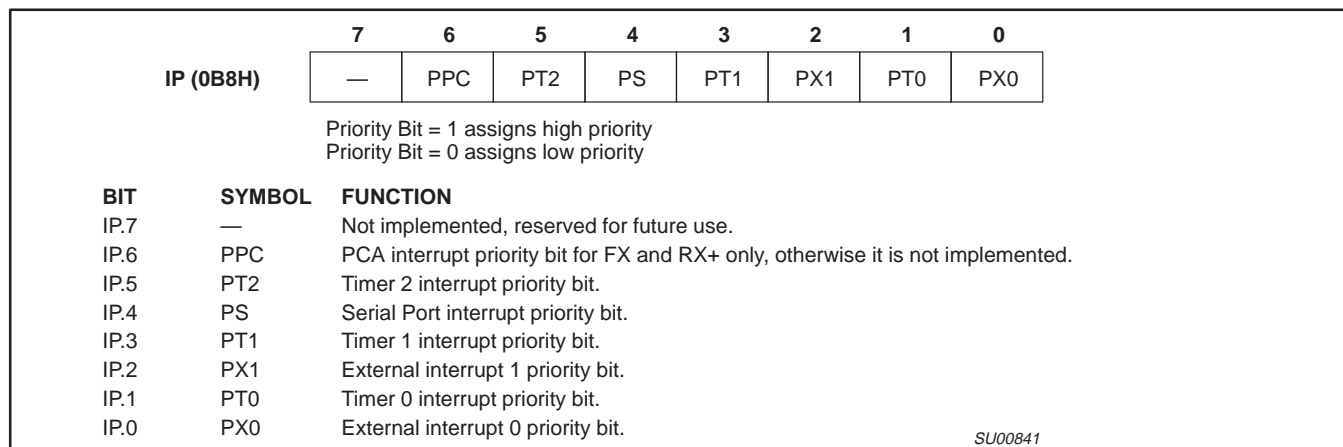 7 6 5 4 3 2 1 0
IP (0B8H) — PPC PT2 PS PT1 PX1 PT0 PX0
Priority Bit = 1 assigns high priority
Priority Bit = 0 assigns low priority
BIT SYMBOL FUNCTION
IP.7 — Not implemented, reserved for future use.
IP.6 PPC PCA interrupt priority bit for FX and RX+ only, otherwise it is not implemented.
IP.5 PT2 Timer 2 interrupt priority bit.
IP.4 PS Serial Port interrupt priority bit.
IP.3 PT1 Timer 1 interrupt priority bit.
IP.2 PX1 External interrupt 1 priority bit.
IP.1 PT0 Timer 0 interrupt priority bit.
IP.0 PX0 External interrupt 0 priority bit.
SU00841